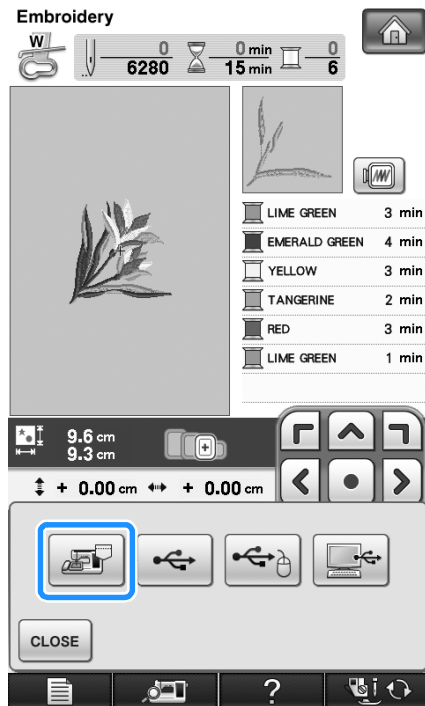 Embroidery
W
0 0 min 0
6280 15 min 6
LIME GREEN 3 min
EMERALD GREEN 4 min
YELLOW 3 min
TANGERINE 2 min
RED 3 min
LIME GREEN 1 min
9.6 cm
9.3 cm
+ 0.00 cm + 0.00 cm
CLOSE
?